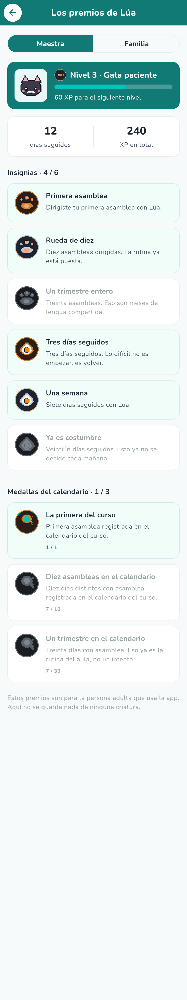 Los premios de Lúa
Maestra
Familia
Nivel 3 · Gata paciente
60 XP para el siguiente nivel
12
días seguidos
240
XP en total
Insignias · 4 / 6
Primera asamblea
Dirigiste tu primera asamblea con Lúa.
Rueda de diez
Diez asambleas dirigidas. La rutina ya
está puesta.
Un trimestre entero
Treinta asambleas. Eso son meses de
lengua compartida.
Tres días seguidos
Tres días seguidos. Lo difícil no es
empezar, es volver.
Una semana
Siete días seguidos con Lúa.
Ya es costumbre
Veintiún días seguidos. Esto ya no se
decide cada mañana.
Medallas del calendario · 1 / 3
La primera del curso
Primera asamblea registrada en el
calendario del curso.
1 / 1
Diez asambleas en el calendario
Diez días distintos con asamblea
registrada en el calendario del curso.
7 / 10
Un trimestre en el calendario
Treinta días con asamblea. Eso ya es la
rutina del aula, no un intento.
7 / 30
Estos premios son para la persona adulta que usa la app.
Aquí no se guarda nada de ninguna criatura.